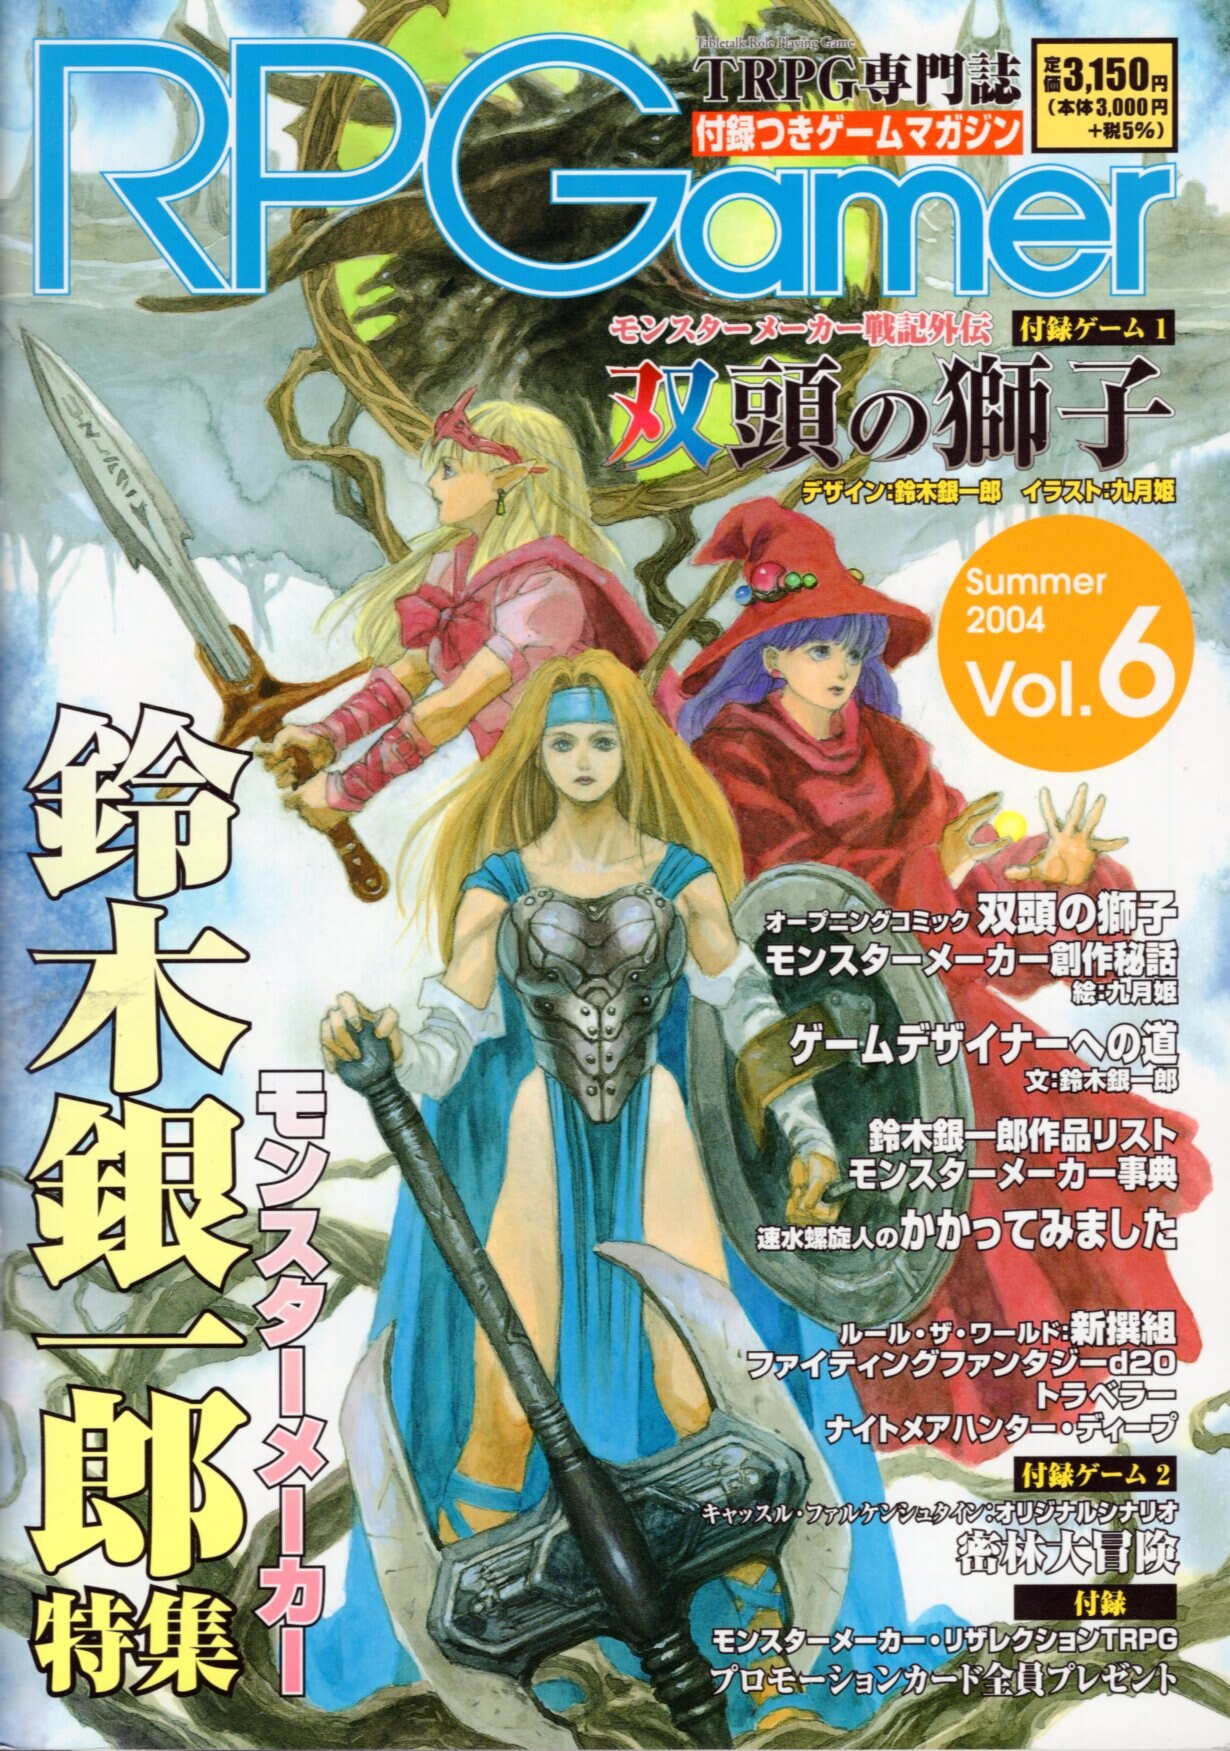 RPGamer
Tabletalk Role Playing Game
TRPG専門誌
付録つきゲームマガジン
定価3,150円
(本体3,000円
+税5%)
モンスターメーカー戦記外伝
付録ゲーム 1
双頭の獅子
デザイン:鈴木銀一郎 イラスト:九月姫
Summer
2004
Vol.6
鈴木銀一郎
特集
モンスターメーカー
オープニングコミック 双頭の獅子
モンスターメーカー創作秘話
絵:九月姫
ゲームデザイナーへの道
文:鈴木銀一郎
鈴木銀一郎作品リスト
モンスターメーカー事典
速水螺旋人のかかってみました
ルール・ザ・ワールド:新撰組
ファイティングファンタジーd20
トラベラー
ナイトメアハンター・ディープ
付録ゲーム 2
キャッスル・ファルケンシュタイン:オリジナルシナリオ
密林大冒険
付録
モンスターメーカー・リザレクションTRPG
プロモーションカード全員プレゼント